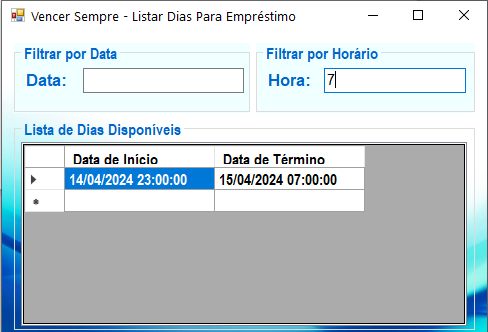 Vencer Sempre - Listar Dias Para Empréstimo
Filtrar por Data
Data:
Filtrar por Horário
Hora: 7
Lista de Dias Disponíveis
Data de Início Data de Término
14/04/2024 23:00:00 15/04/2024 07:00:00